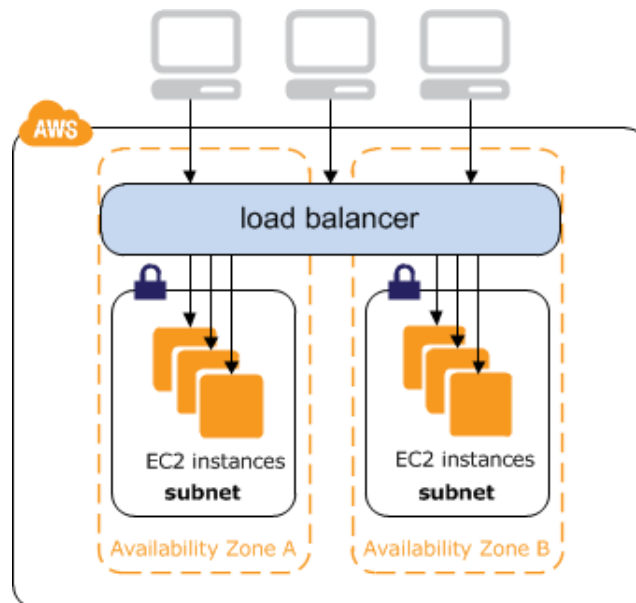 AWS
load balancer
EC2 instances
subnet
EC2 instances
subnet
Availability Zone A
Availability Zone B